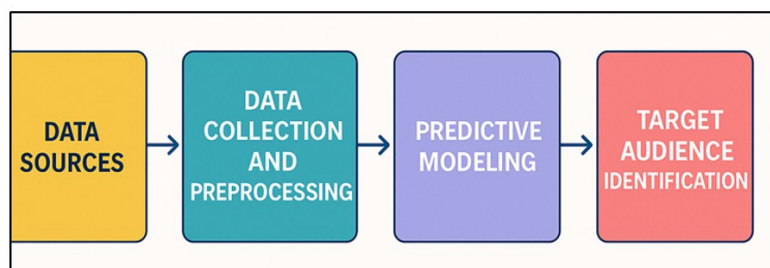 DATA
SOURCES
DATA
COLLECTION
AND
PREPROCESSING
PREDICTIVE
MODELING
TARGET
AUDIENCE
IDENTIFICATION